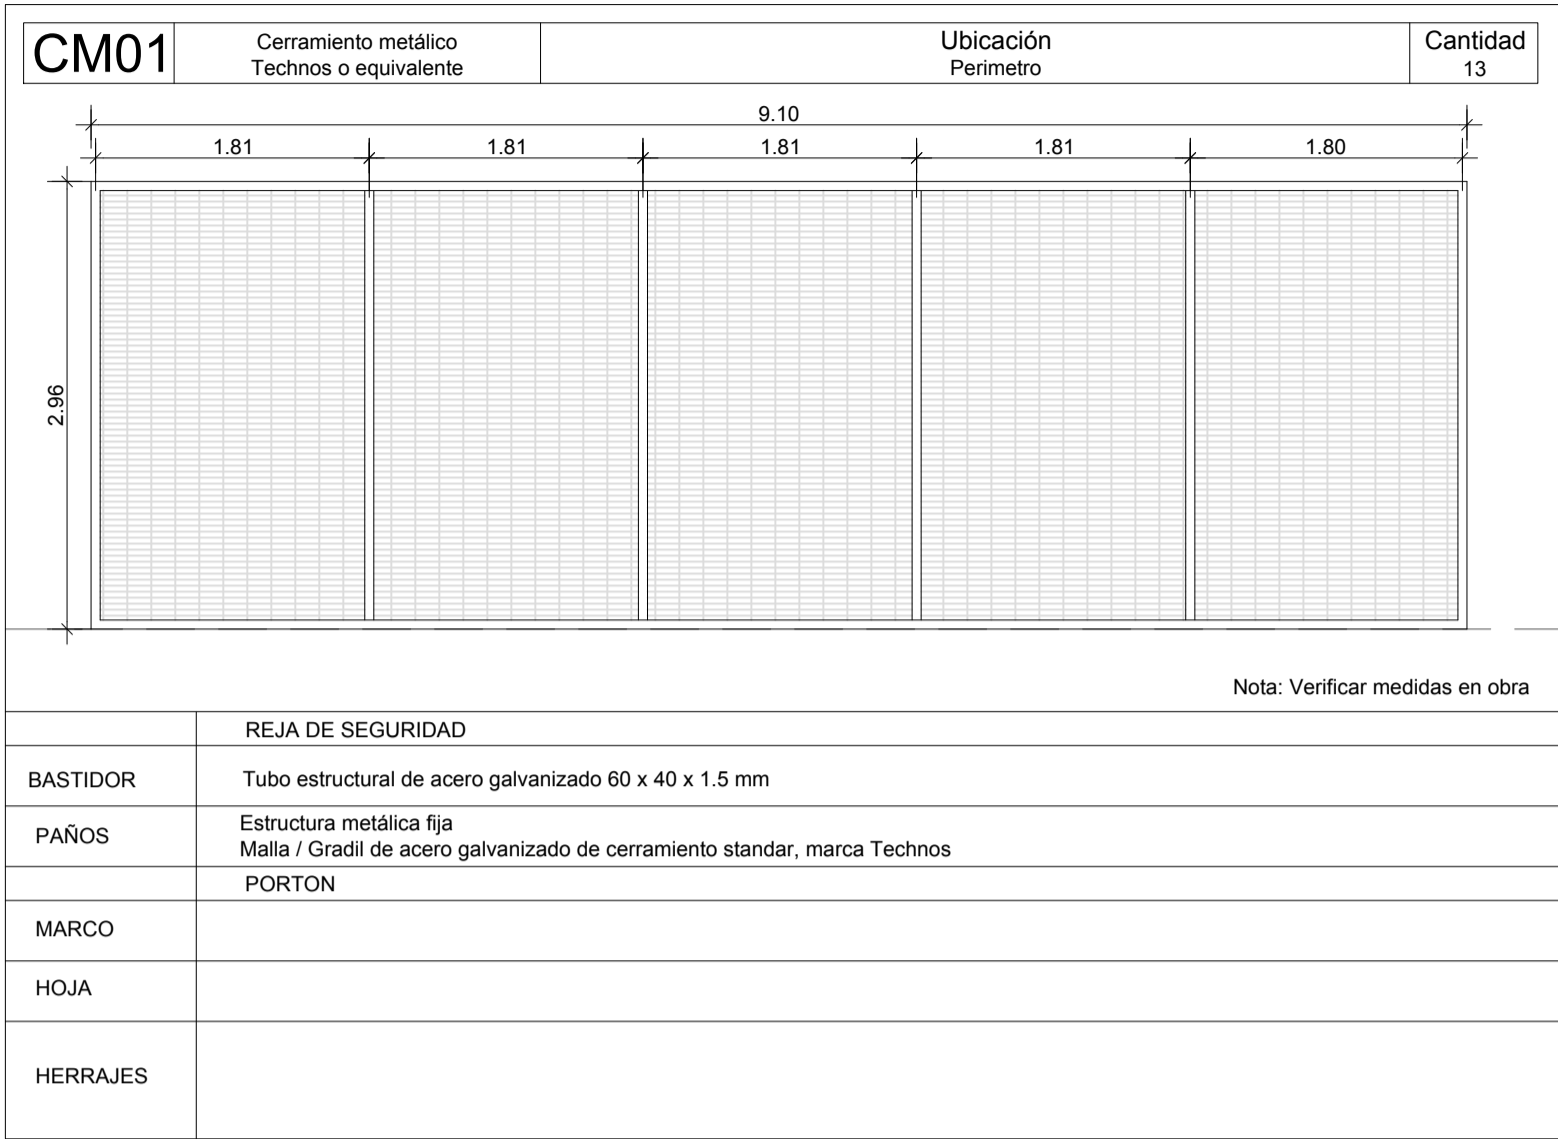 CM01
Cerramiento metálico
Technos o equivalente
Ubicación
Perimetro
Cantidad
13
9.10
1.81
1.81
1.81
1.81
1.80
2.96
Nota: Verificar medidas en obra
REJA DE SEGURIDAD
BASTIDOR
Tubo estructural de acero galvanizado 60 x 40 x 1.5 mm
PAÑOS
Estructura metálica fija
Malla / Gradil de acero galvanizado de cerramiento standar, marca Technos
PORTON
MARCO
HOJA
HERRAJES